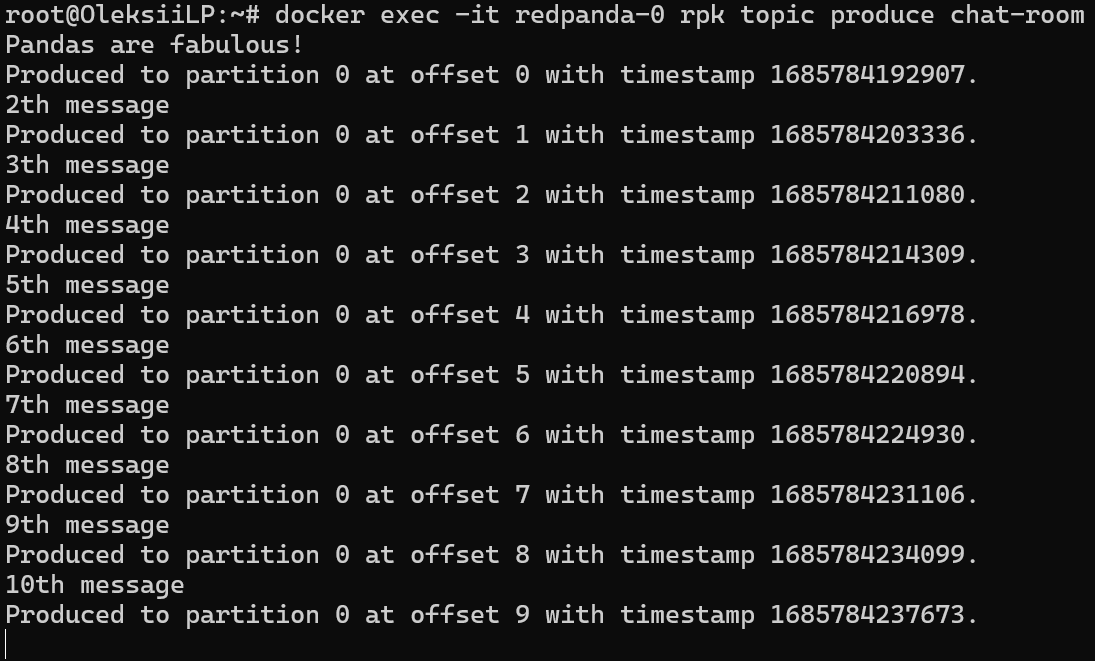 root@OleksiiLP:~# docker exec -it redpanda-0 rpk topic produce chat-room
Pandas are fabulous!
Produced to partition 0 at offset 0 with timestamp 1685784192907.
2th message
Produced to partition 0 at offset 1 with timestamp 1685784203336.
3th message
Produced to partition 0 at offset 2 with timestamp 1685784211080.
4th message
Produced to partition 0 at offset 3 with timestamp 1685784214309.
5th message
Produced to partition 0 at offset 4 with timestamp 1685784216978.
6th message
Produced to partition 0 at offset 5 with timestamp 1685784220894.
7th message
Produced to partition 0 at offset 6 with timestamp 1685784224930.
8th message
Produced to partition 0 at offset 7 with timestamp 1685784231106.
9th message
Produced to partition 0 at offset 8 with timestamp 1685784234099.
10th message
Produced to partition 0 at offset 9 with timestamp 1685784237673.